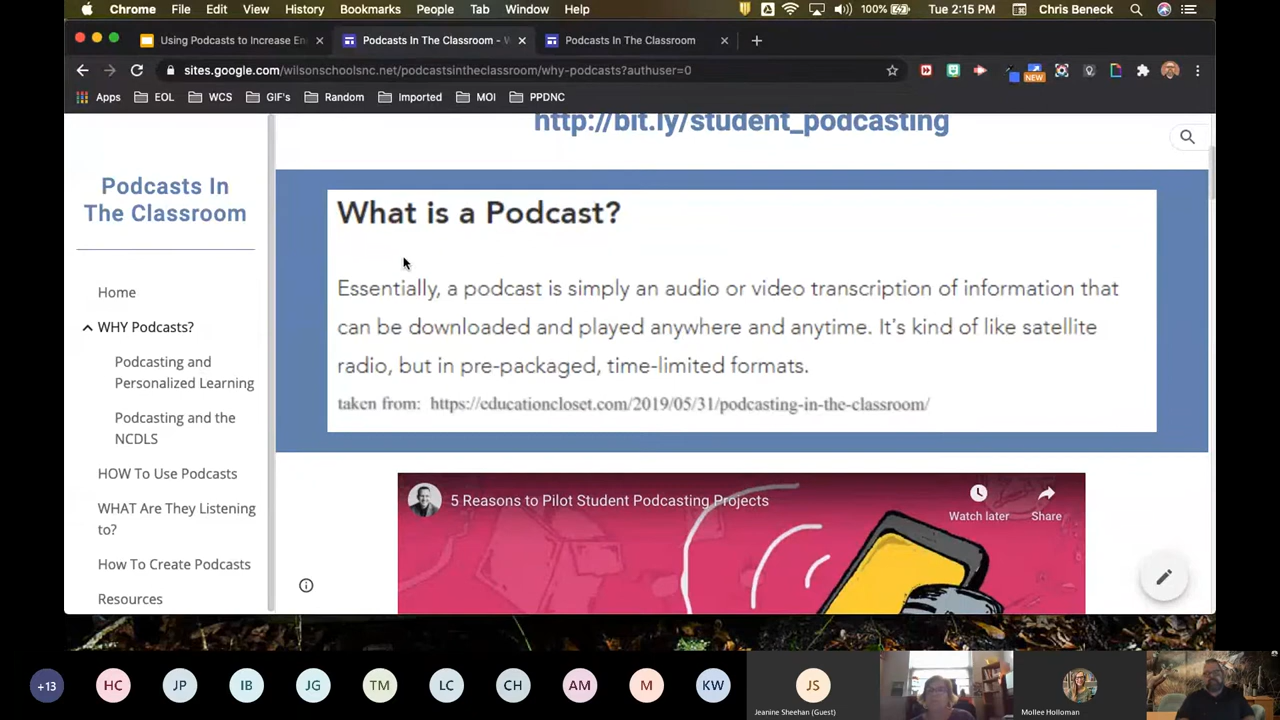 Chrome File Edit View History Bookmarks People Tab Window Help 100% Tue 2:15 PM Chris Beneck
Using Podcasts to Increase En
Podcasts In The Classroom - W
Podcasts In The Classroom
sites.google.com/wilsonschoolsnc.net/podcastsintheclassroom/why-podcasts?authuser=0
NEW
Apps EOL WCS GIF's Random Imported MOI PPDNC
http://bit.ly/student_podcasting
Podcasts In
The Classroom
Home
WHY Podcasts?
Podcasting and
Personalized Learning
Podcasting and the
NCDLS
HOW To Use Podcasts
WHAT Are They Listening
to?
How To Create Podcasts
Resources
What is a Podcast?
Essentially, a podcast is simply an audio or video transcription of information that
can be downloaded and played anywhere and anytime. It's kind of like satellite
radio, but in pre-packaged, time-limited formats.
taken from: https://educationcloset.com/2019/05/31/podcasting-in-the-classroom/
5 Reasons to Pilot Student Podcasting Projects
Watch later
Share
+13 HC JP IB JG TM LC CH AM M KW JS
Jeanine Sheehan (Guest)
Mollee Holloman